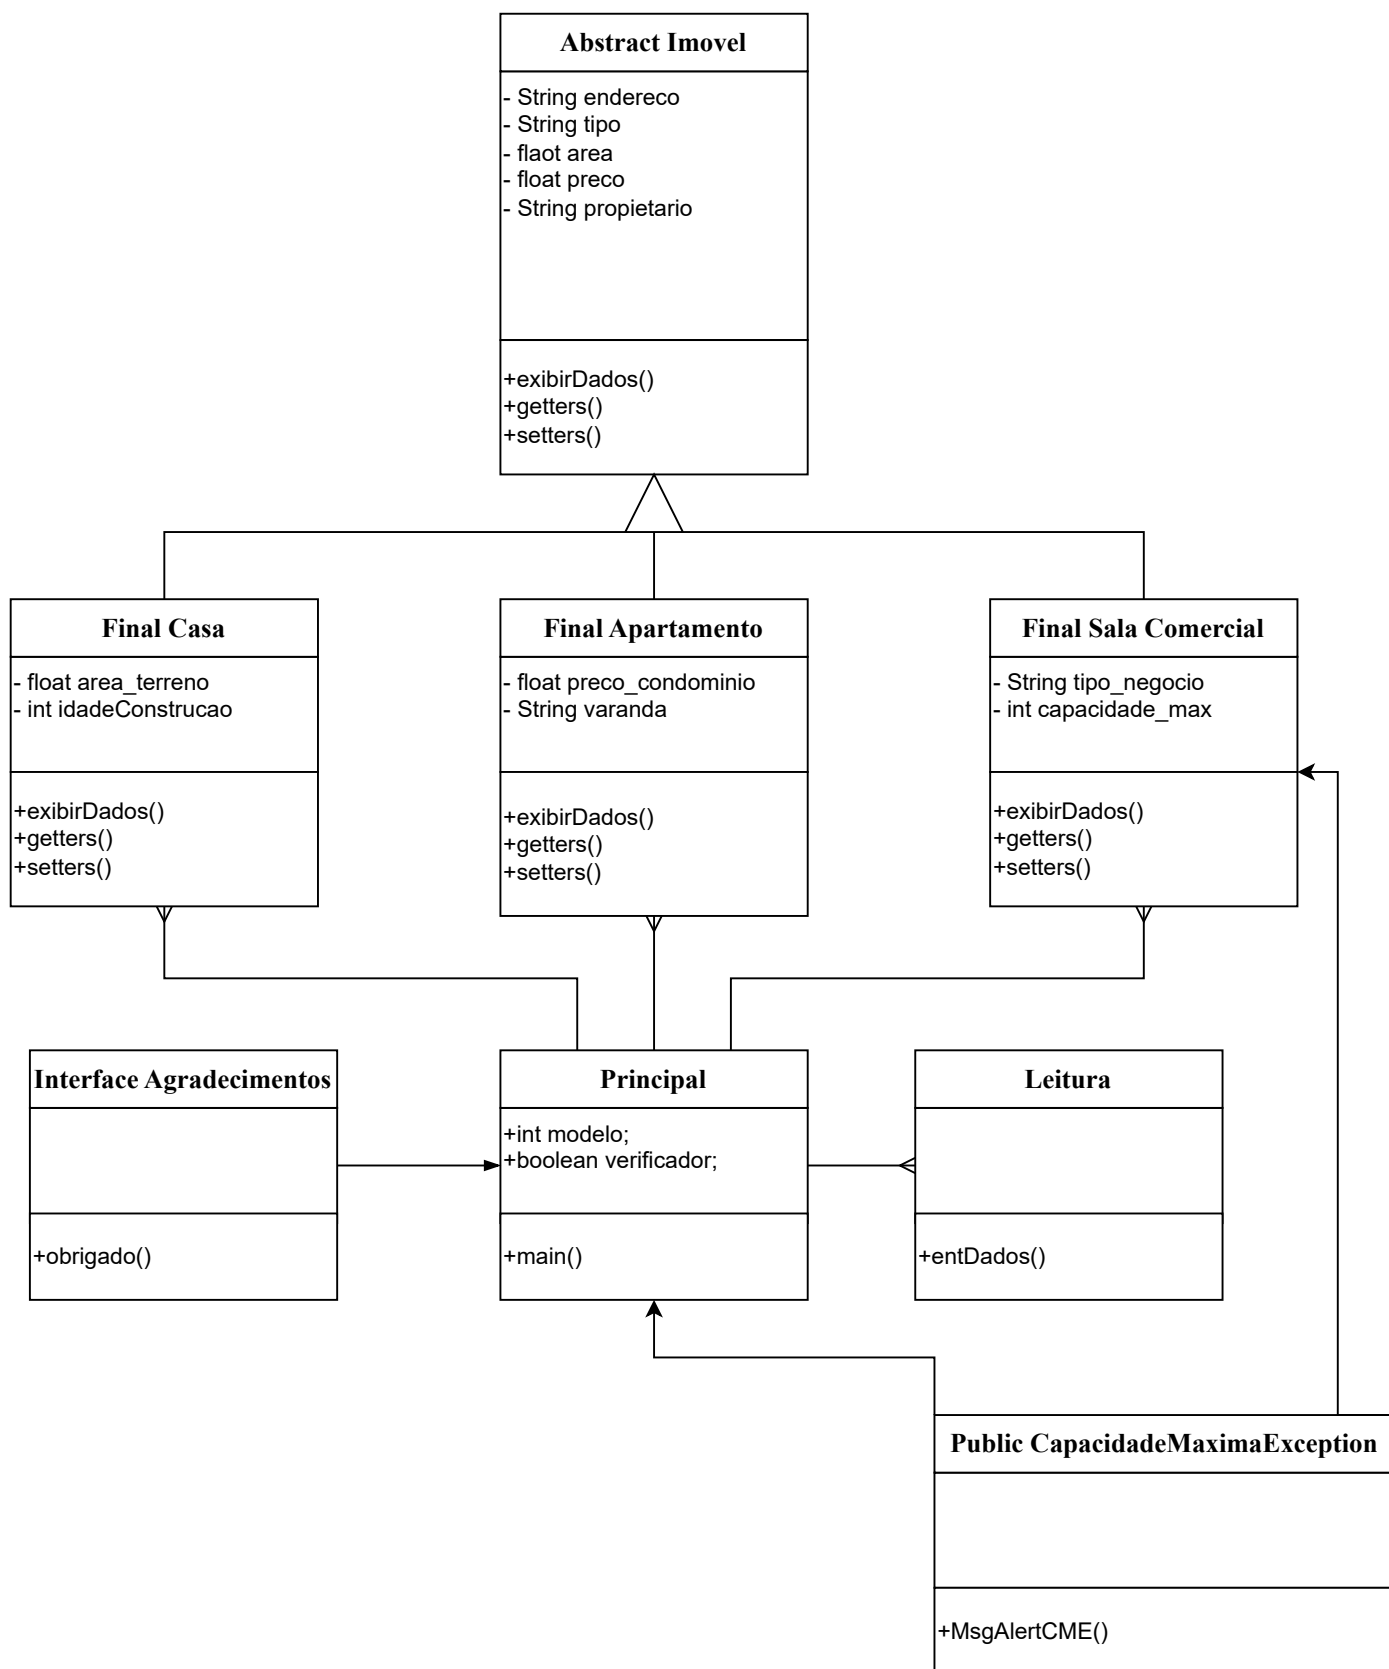 Abstract Imovel
- String endereco
- String tipo
- flaot area
- float preco
- String propietario
+exibirDados()
+getters()
+setters()
Final Casa
- float area_terreno
- int idadeConstrucao
+exibirDados()
+getters()
+setters()
Final Apartamento
- float preco_condominio
- String varanda
+exibirDados()
+getters()
+setters()
Final Sala Comercial
- String tipo_negocio
- int capacidade_max
+exibirDados()
+getters()
+setters()
Interface Agradecimentos
+obrigado()
Principal
+int modelo;
+boolean verificador;
+main()
Leitura
+entDados()
Public CapacidadeMaximaException
+MsgAlertCME()